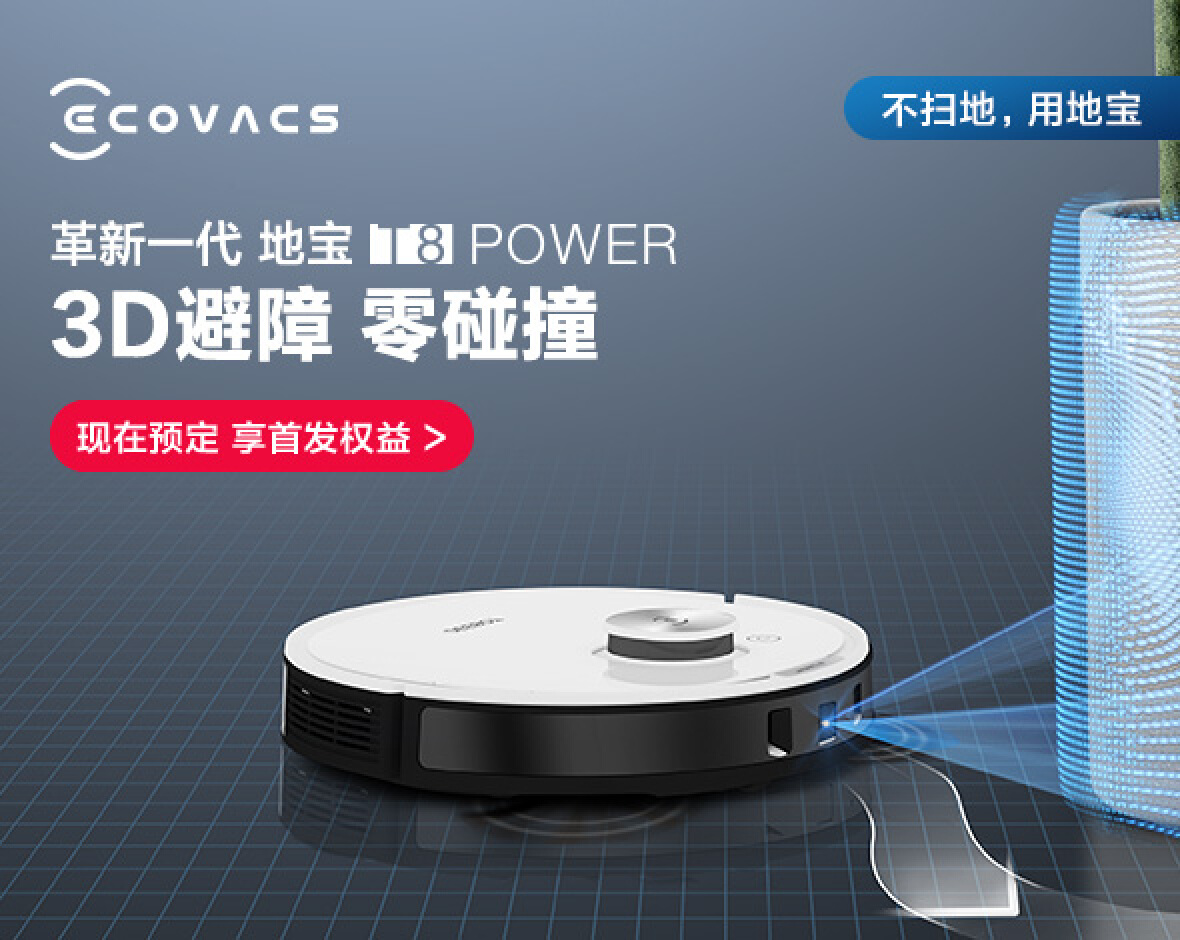 ECOVACS
不扫地，用地宝
革新一代 地宝 T8 POWER
3D避障 零碰撞
现在预定 享首发权益 >